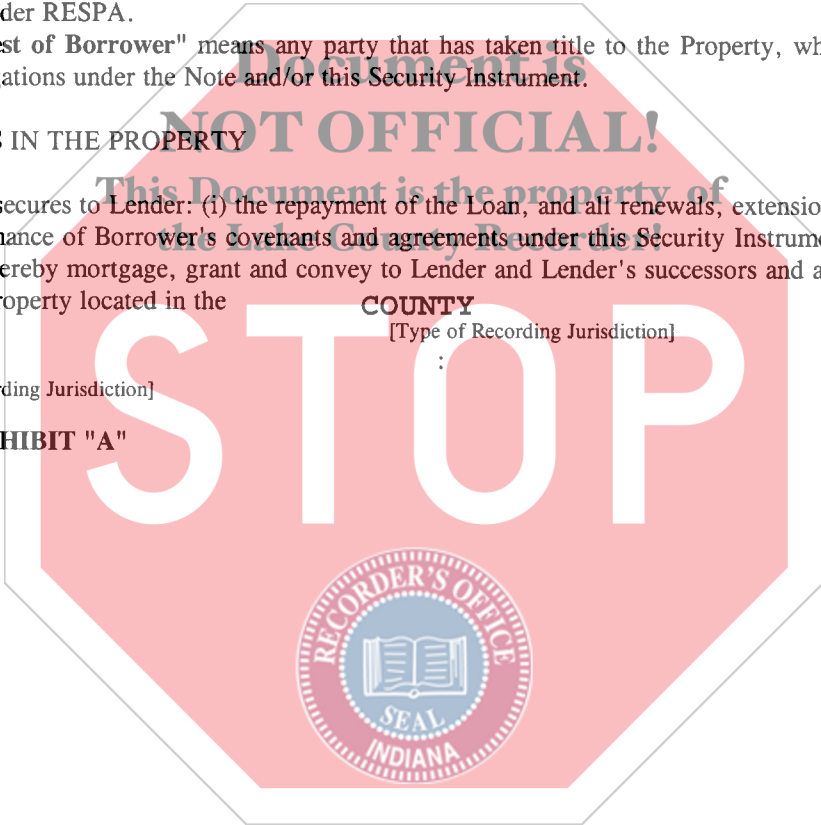 der RESPA.
est of Borrower" means any party that has taken title to the Property, wh
Document is
gations under the Note and/or this Security Instrument.
NOT OFFICIAL!
S IN THE PROPERTY
This Document is the property of
secures to Lender: (i) the repayment of the Loan, and all renewals, extensio
the Lake County Recorder!
nance of Borrower's covenants and agreements under this Security Instrume
ereby mortgage, grant and convey to Lender and Lender's successors and a
roperty located in the COUNTY
[Type of Recording Jurisdiction]
:
rding Jurisdiction]
HIBIT "A"
STOP
RECORDER'S OFFICE
SEAL
INDIANA